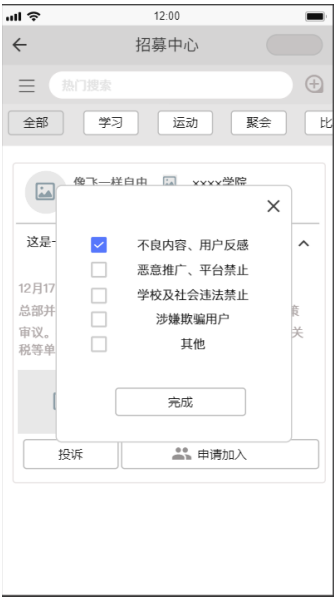 12:00
招募中心
热门搜索
全部 学习 运动 聚会 比
像飞一样自由 xxxx学院
这是
不良内容、用户反感
恶意推广、平台禁止
学校及社会违法禁止
涉嫌欺骗用户
其他
12月17
总部并
审议。 关
税等单
完成
投诉 申请加入